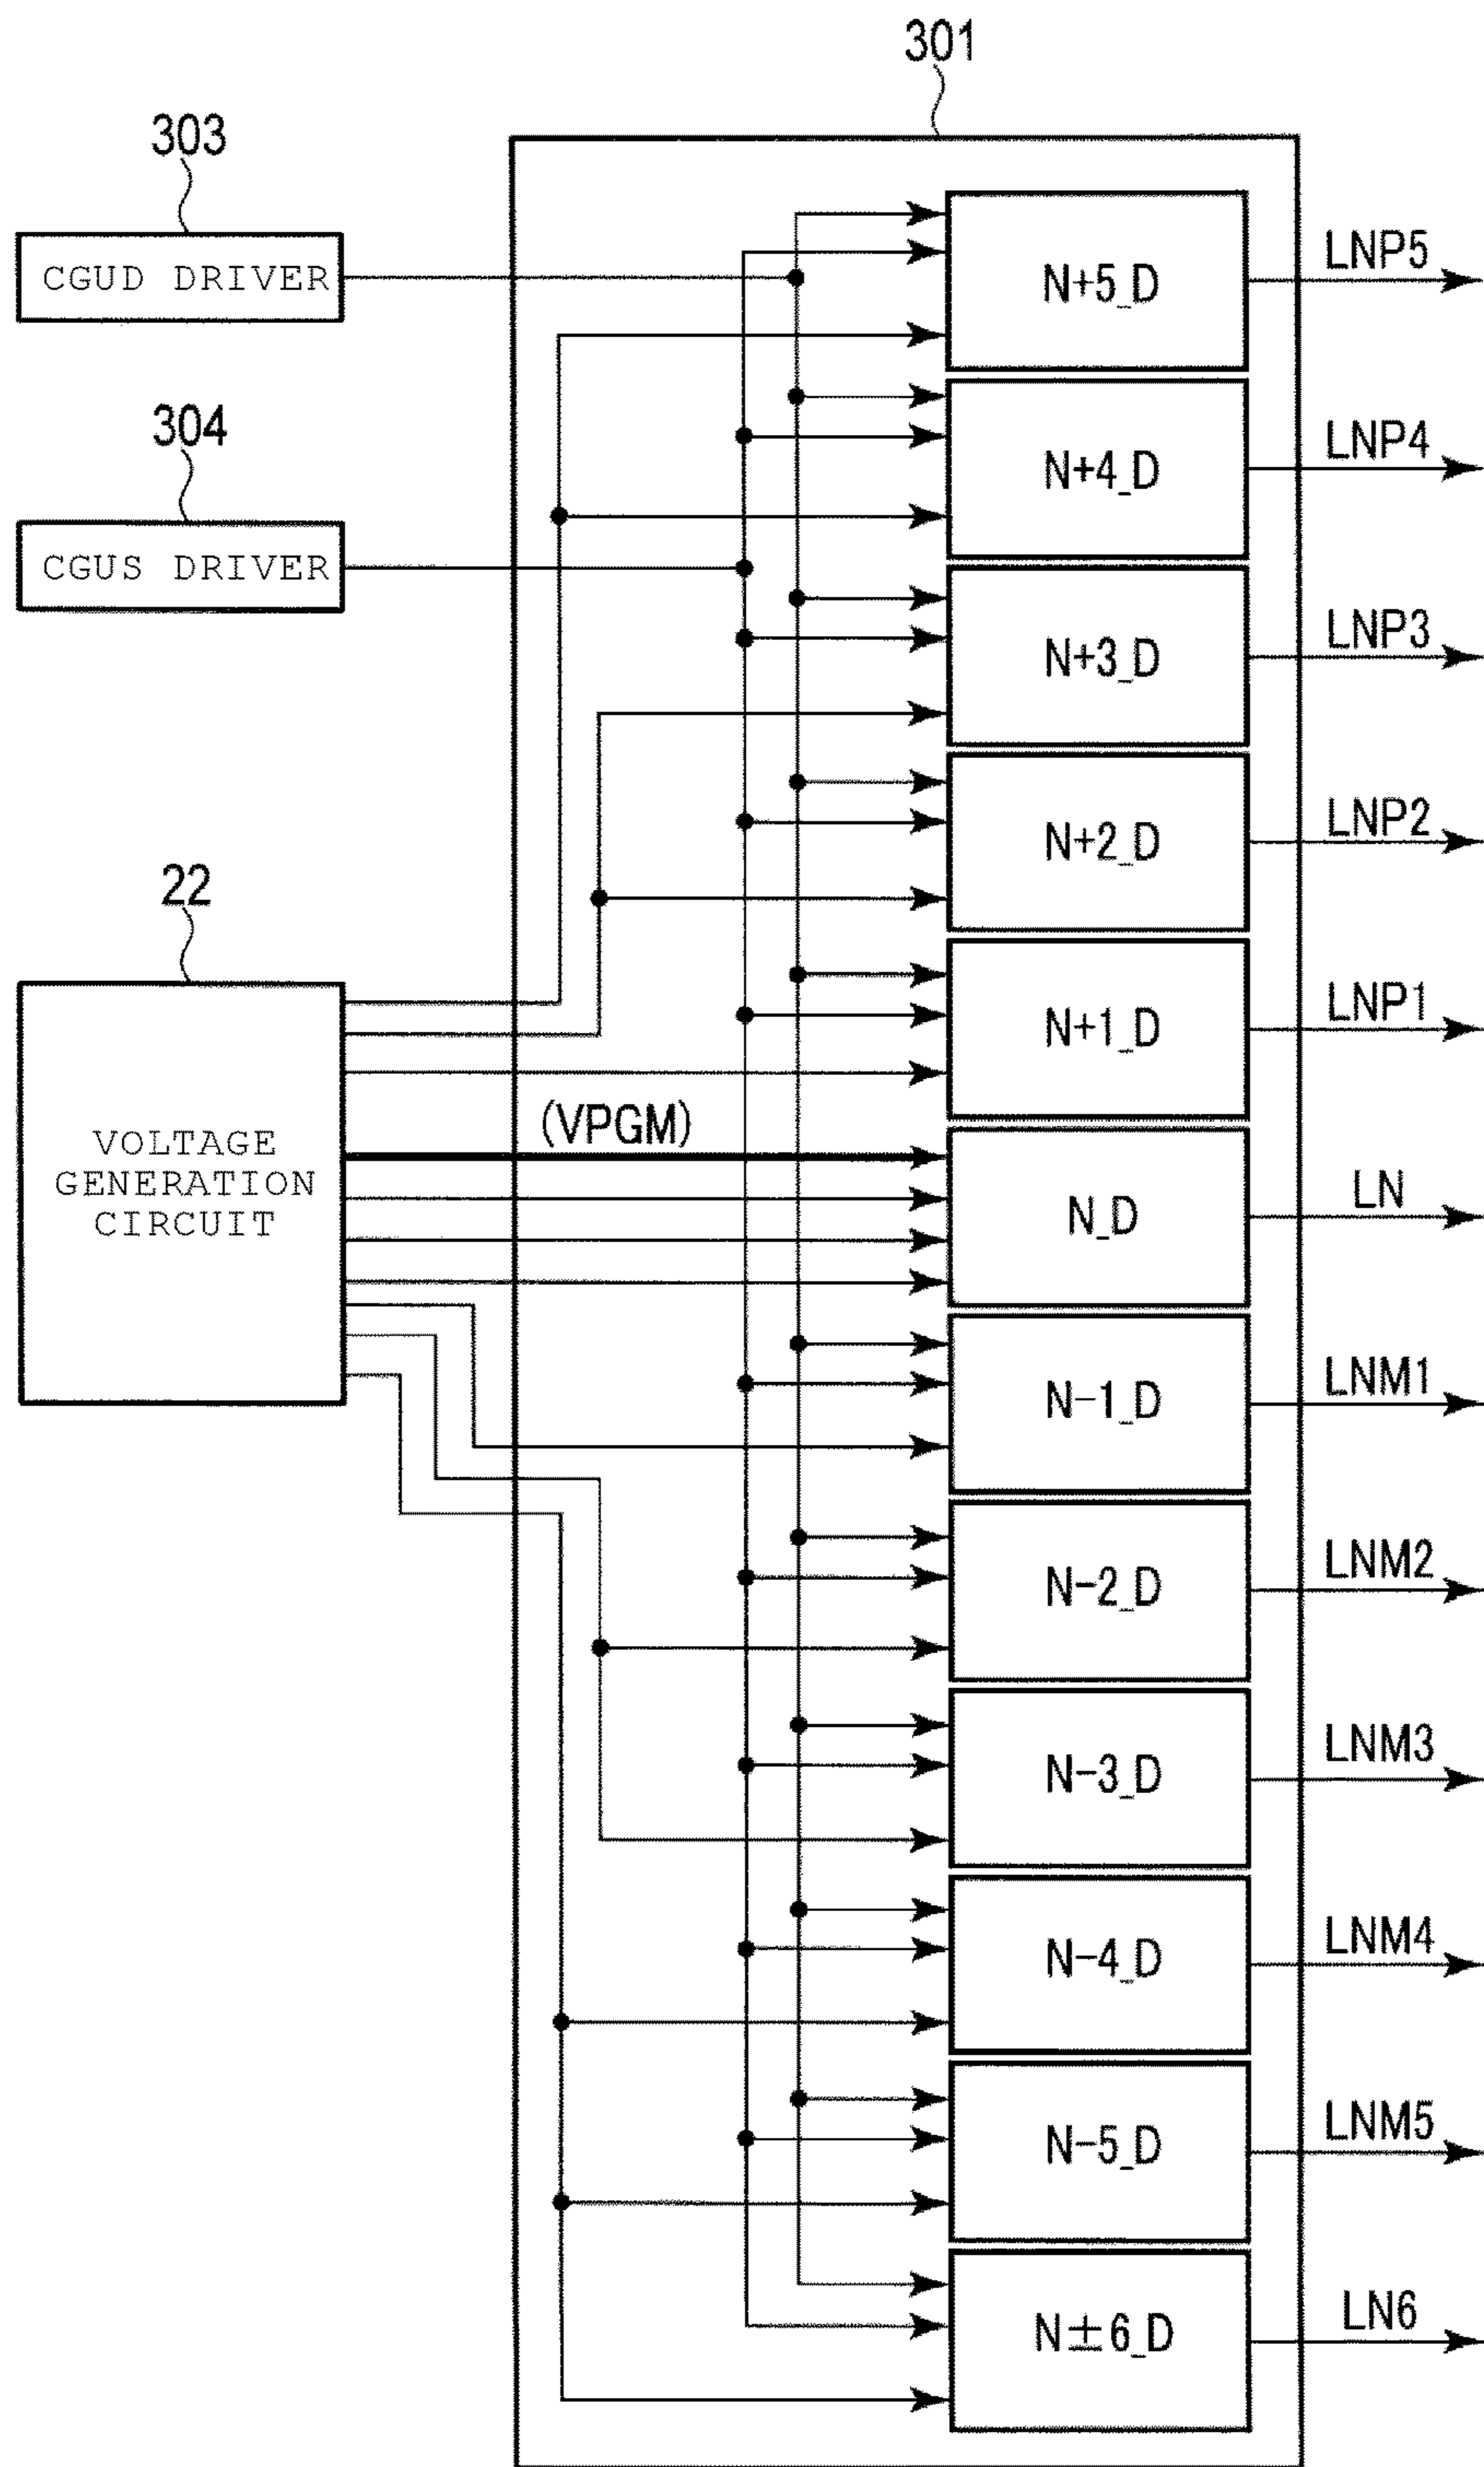 301
303
CGUD DRIVER
N+5_D
LNP5
304
CGUS DRIVER
N+4_D
LNP4
N+3_D
LNP3
N+2_D
LNP2
22
VOLTAGE
GENERATION
CIRCUIT
N+1_D
LNP1
(VPGM)
N_D
LN
N-1_D
LNM1
N-2_D
LNM2
N-3_D
LNM3
N-4_D
LNM4
N-5_D
LNM5
N±6_D
LN6